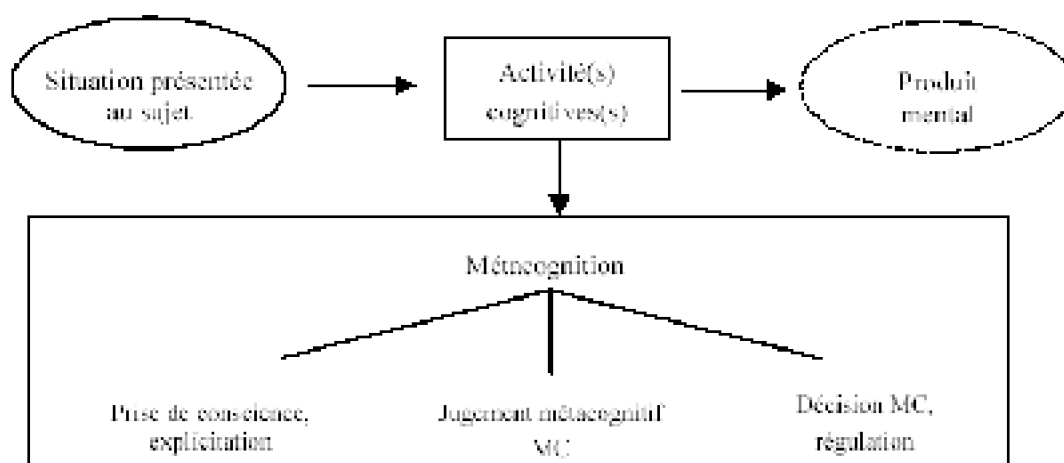 Situation présentée
au sujet
Activité(s)
cognitives(s)
Produit
mental
Métacognition
Prise de conscience,
explicitation
Jugement métacognitif
MC
Décision MC,
régulation